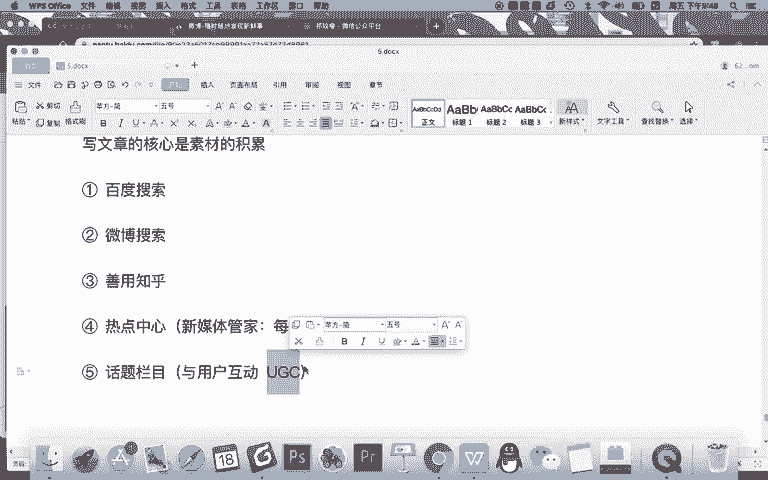 WPS Office 文件 编辑 视图 插入 格式 工具 表格 工作区 窗口 帮助
周五 下午9:48
5.docx
5.docx
文件 开始 插入 页面布局 引用 审阅 视图 章节
粘贴 剪切 复制 格式刷 苹方-简 五号
B I U
AaBbCcDd AaBb AaBbCc AaBbCc
正文 标题 1 标题 2 标题 3 新样式 文字工具 查找替换 选择
写文章的核心是素材的积累
① 百度搜索
② 微博搜索
③ 善用知乎
④ 热点中心（新媒体管家：每
苹方-简 五号
B I U
⑤ 话题栏目（与用户互动 UGC）
18 Ps Pr